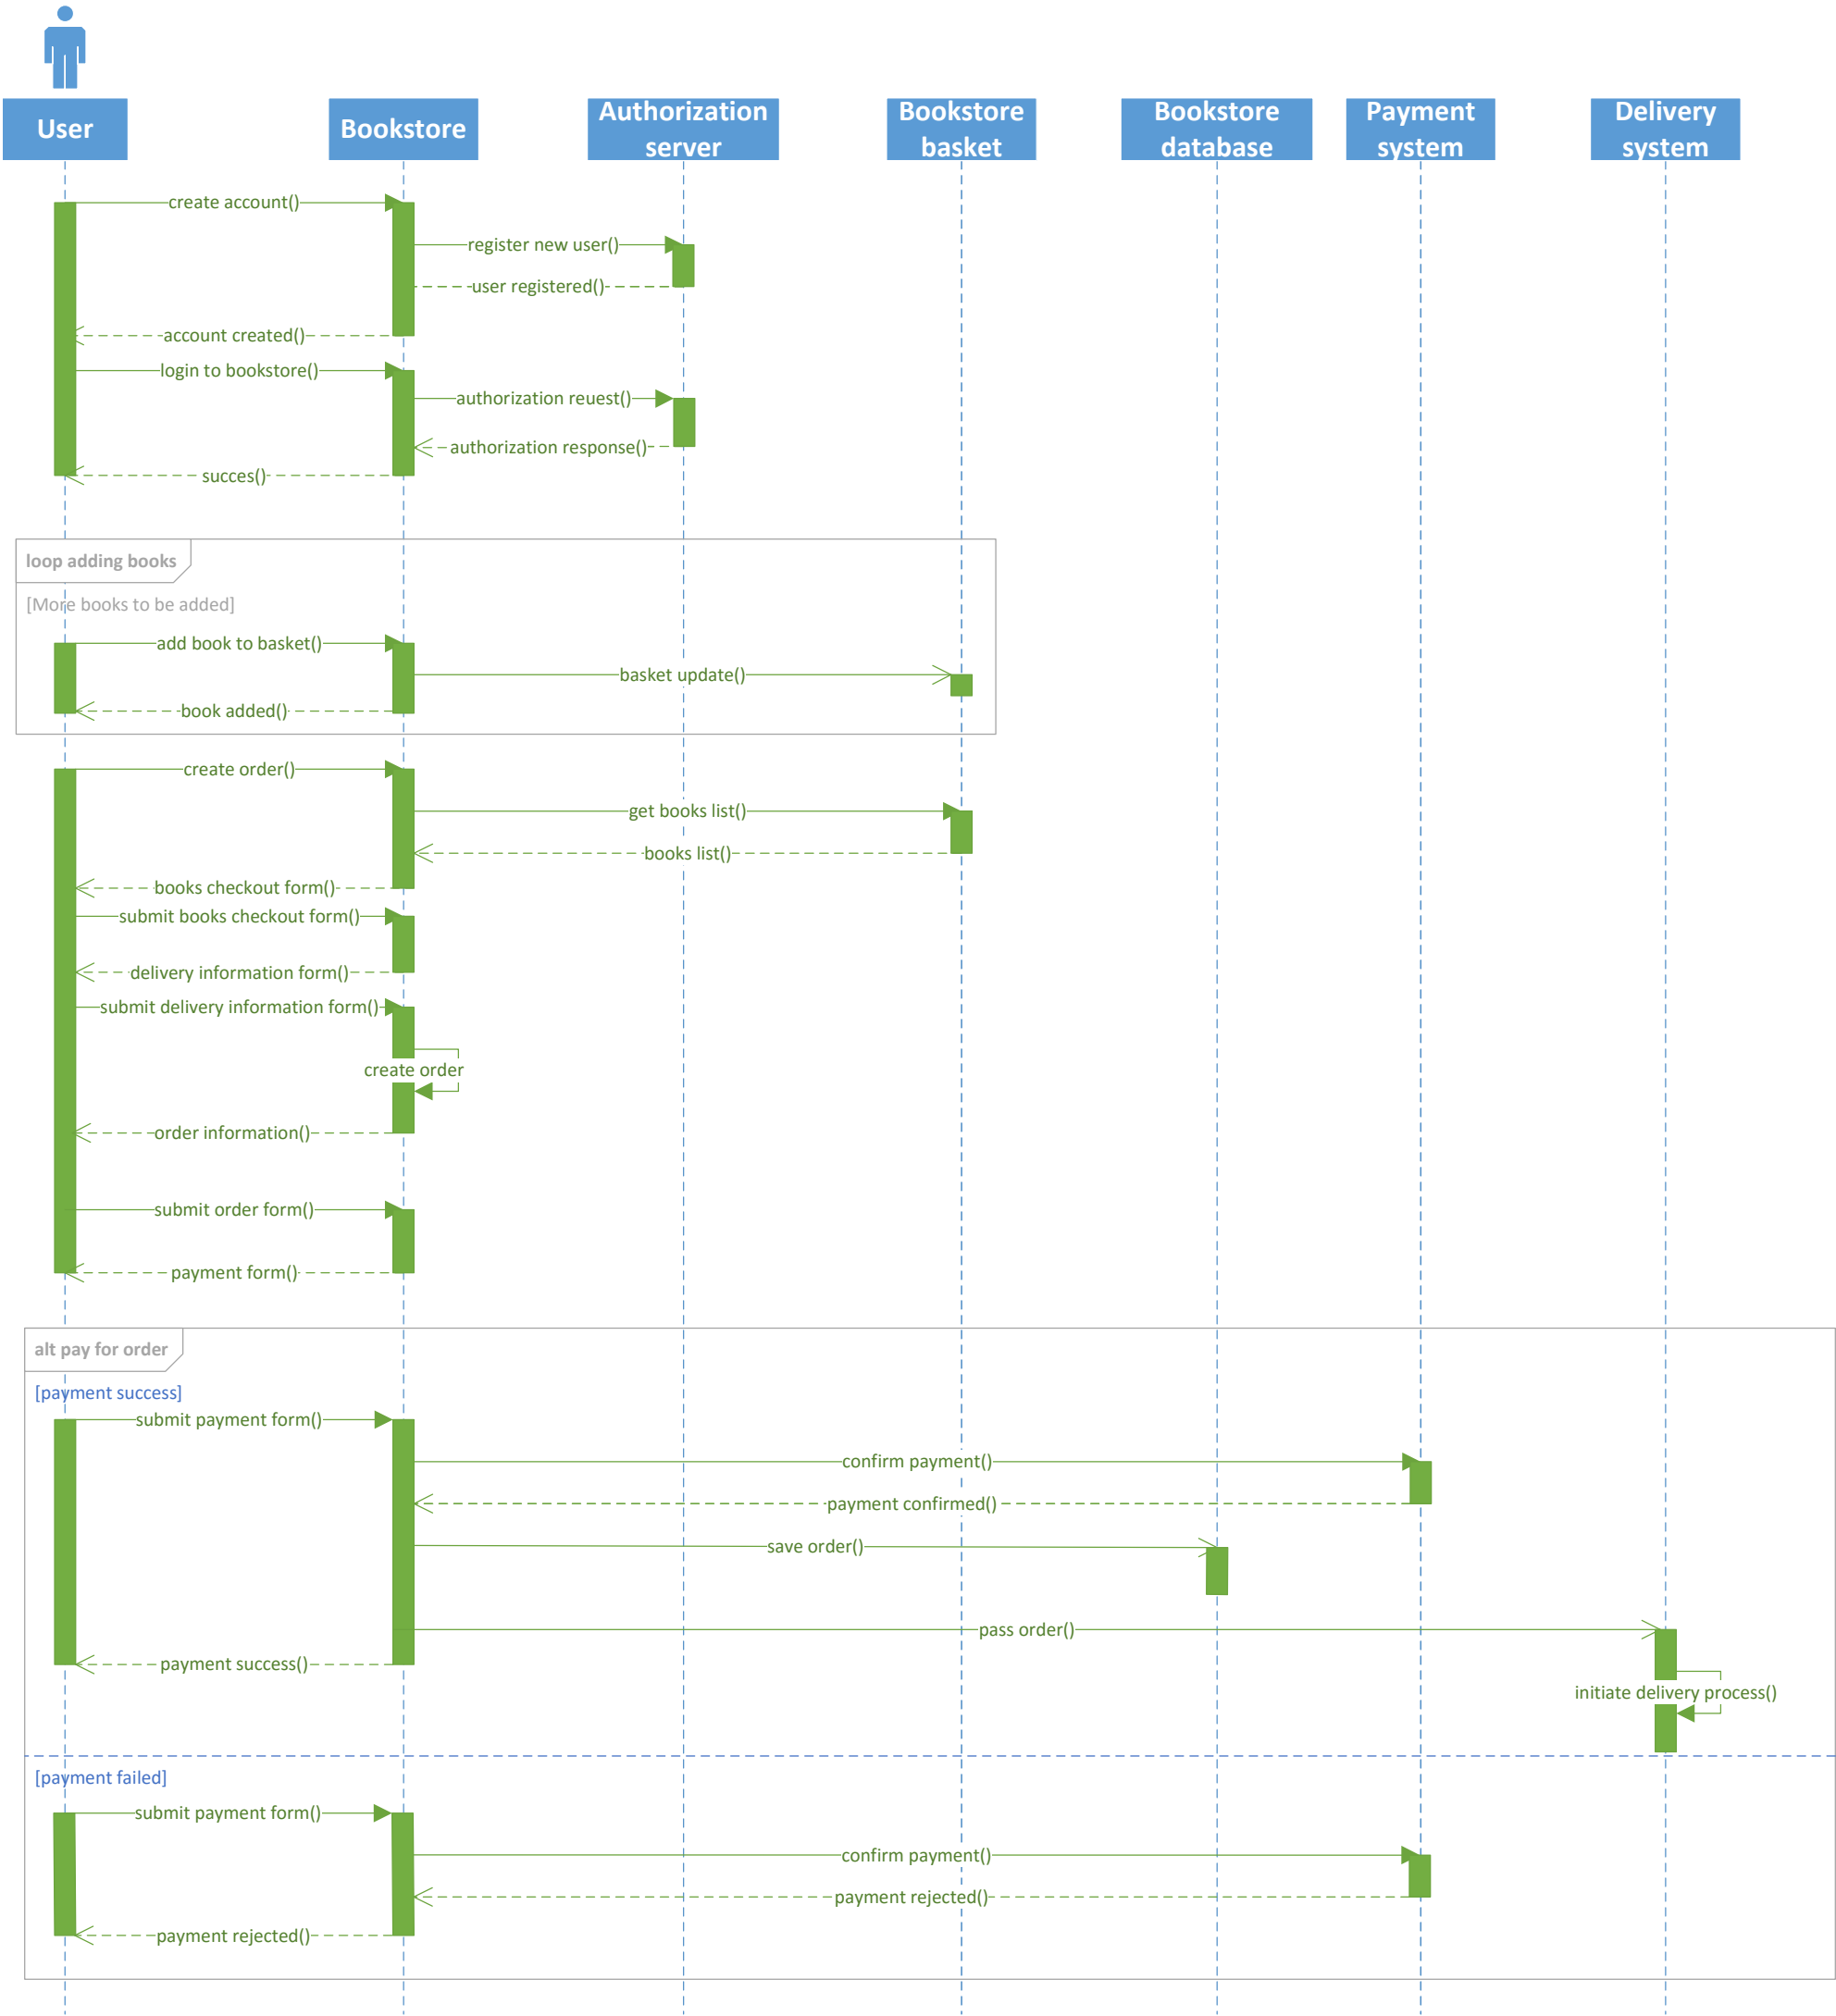 User
Bookstore
Authorization
server
Bookstore
basket
Bookstore
database
Payment
system
Delivery
system
create account()
register new user()
user registered()
account created()
login to bookstore()
authorization reuest()
authorization response()
succes()
loop adding books
[More books to be added]
add book to basket()
basket update()
book added()
create order()
get books list()
books list()
books checkout form()
submit books checkout form()
delivery information form()
submit delivery information form()
create order
order information()
submit order form()
payment form()
alt pay for order
[payment success]
submit payment form()
confirm payment()
payment confirmed()
save order()
pass order()
payment success()
initiate delivery process()
[payment failed]
submit payment form()
confirm payment()
payment rejected()
payment rejected()